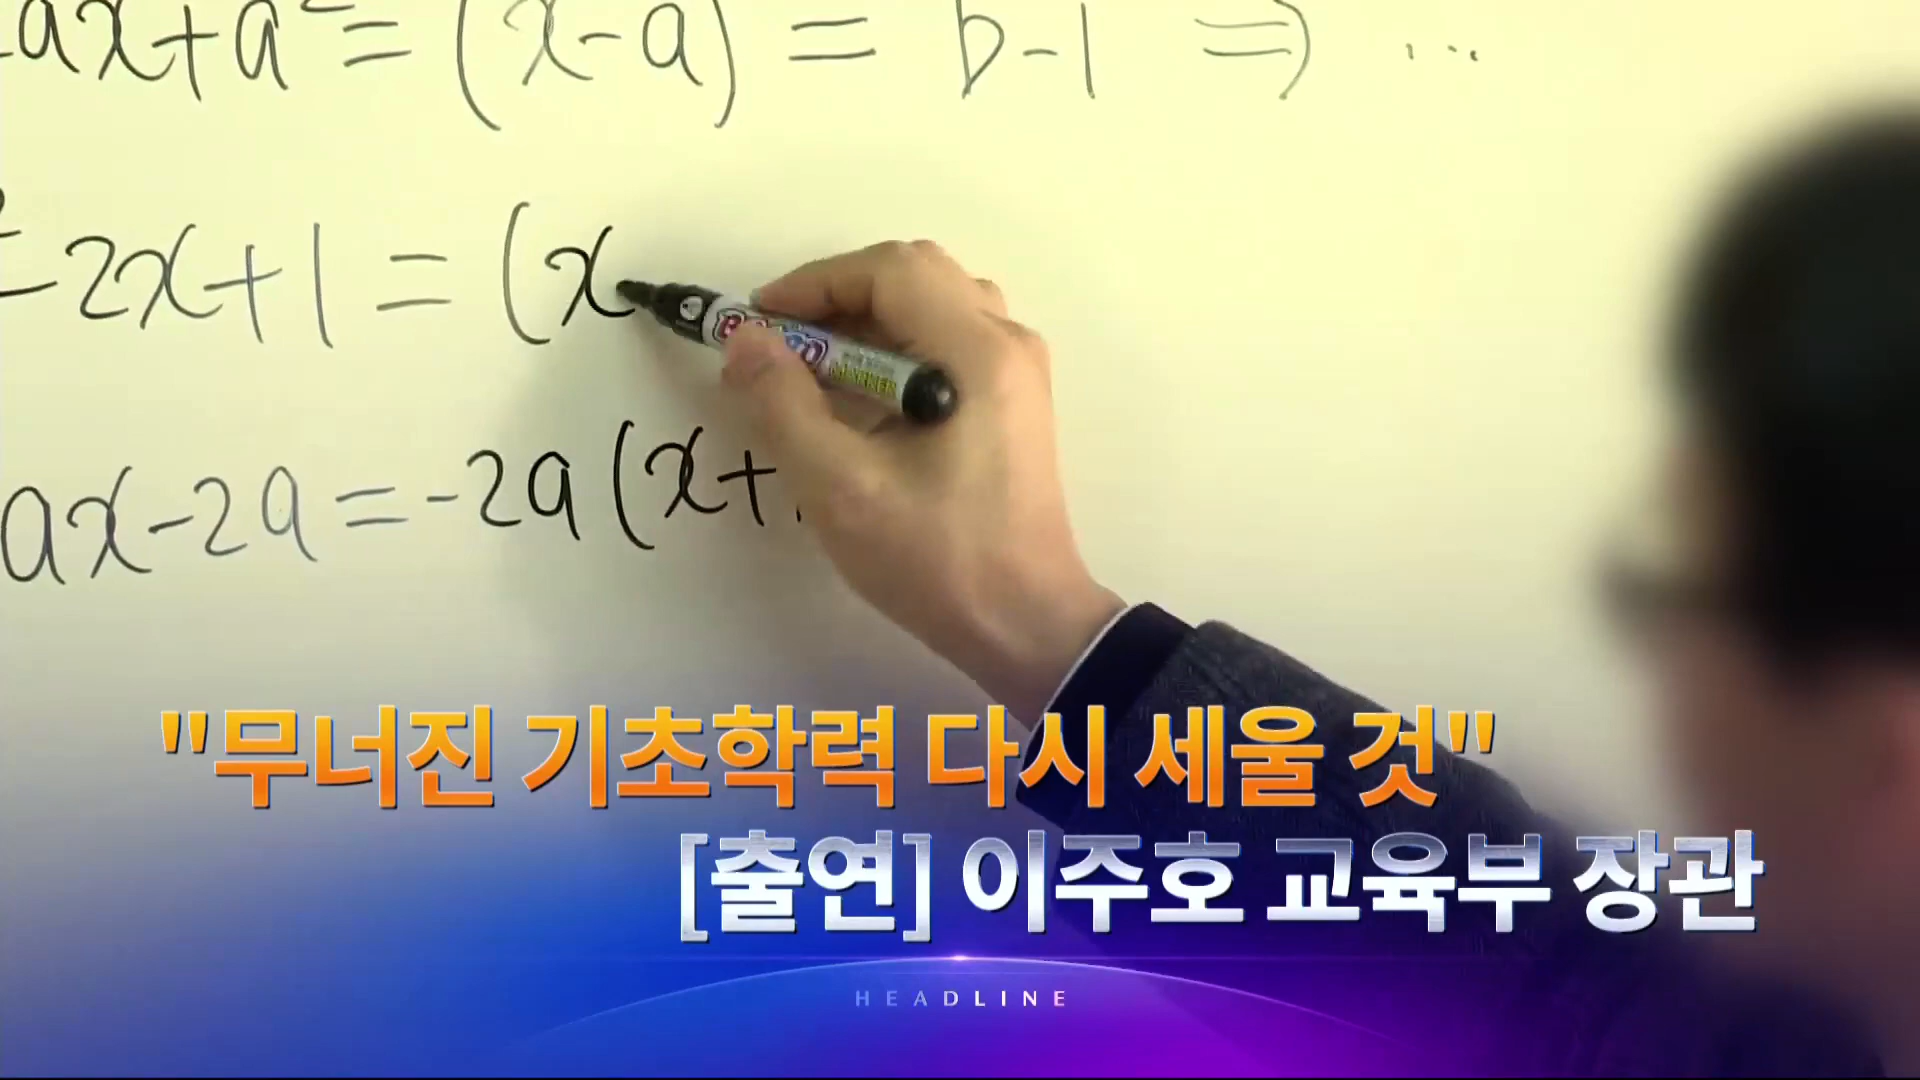 ax+a²=(x-a)=b-1⇒...
-2x+1=(x
ax-2a=-2a(x+
MARKER
"무너진 기초학력 다시 세울 것"
[출연] 이주호 교육부 장관
HEADLINE